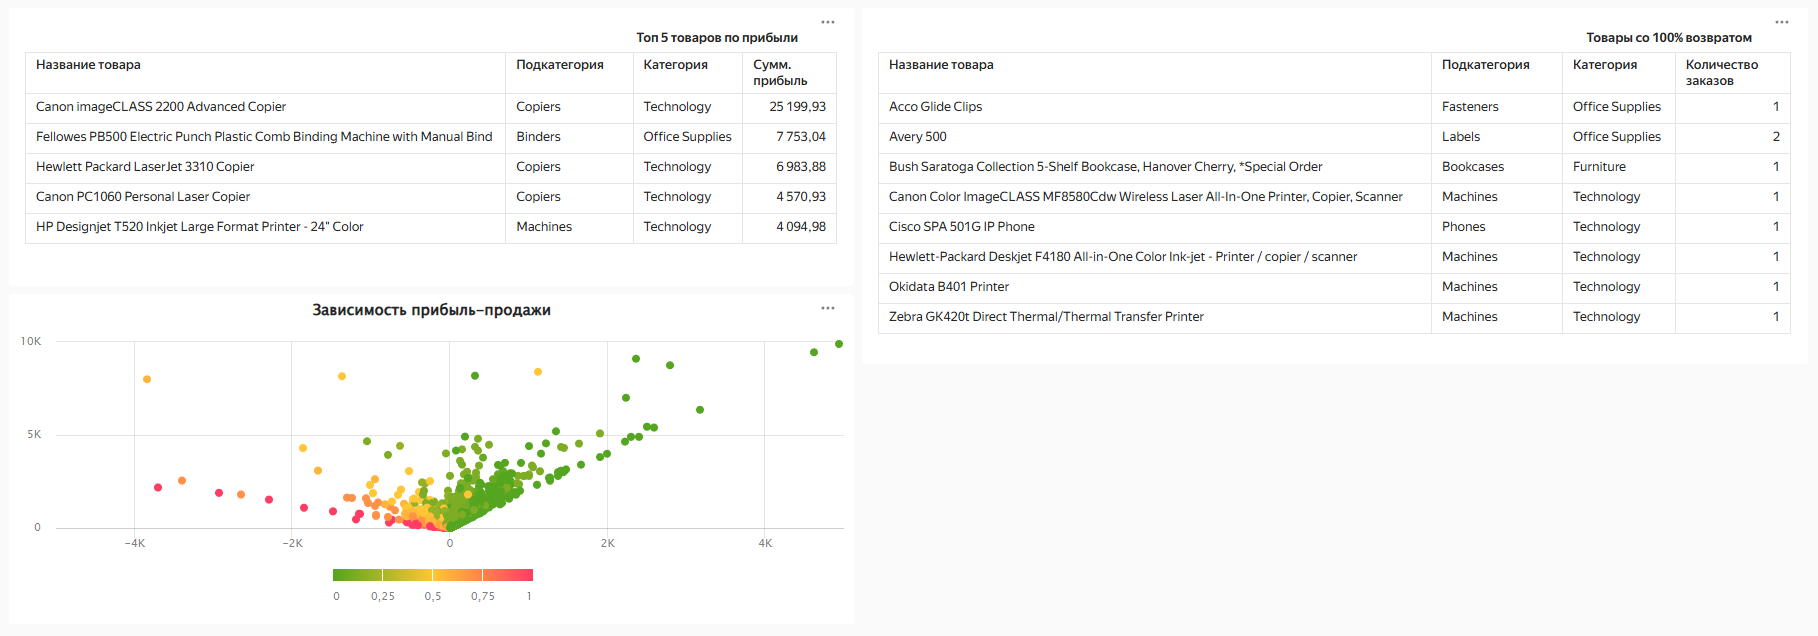 Топ 5 товаров по прибыли
Название товара Подкатегория Категория Сумм. прибыль
Canon imageCLASS 2200 Advanced Copier Copiers Technology 25 199,93
Fellowes PB500 Electric Punch Plastic Comb Binding Machine with Manual Bind Binders Office Supplies 7 753,04
Hewlett Packard LaserJet 3310 Copier Copiers Technology 6 983,88
Canon PC1060 Personal Laser Copier Copiers Technology 4 570,93
HP Designjet T520 Inkjet Large Format Printer - 24" Color Machines Technology 4 094,98
Зависимость прибыль–продажи
10K
5K
0
−4K −2K 0 2K 4K
0 0,25 0,5 0,75 1
Товары со 100% возвратом
Название товара Подкатегория Категория Количество заказов
Acco Glide Clips Fasteners Office Supplies 1
Avery 500 Labels Office Supplies 2
Bush Saratoga Collection 5-Shelf Bookcase, Hanover Cherry, *Special Order Bookcases Furniture 1
Canon Color ImageCLASS MF8580Cdw Wireless Laser All-In-One Printer, Copier, Scanner Machines Technology 1
Cisco SPA 501G IP Phone Phones Technology 1
Hewlett-Packard Deskjet F4180 All-in-One Color Ink-jet - Printer / copier / scanner Machines Technology 1
Okidata B401 Printer Machines Technology 1
Zebra GK420t Direct Thermal/Thermal Transfer Printer Machines Technology 1